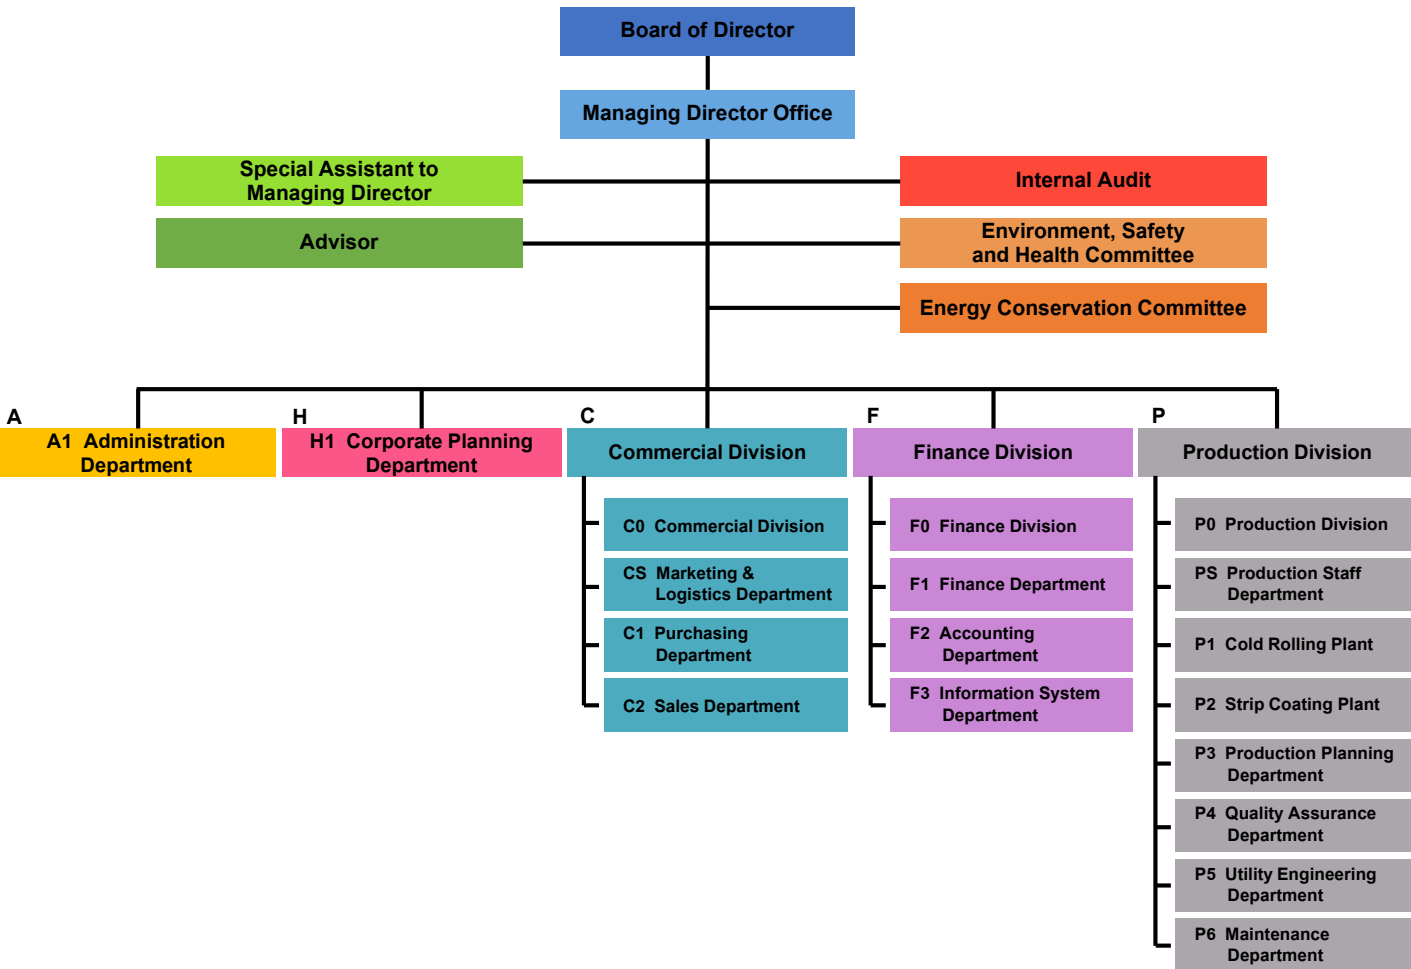 Board of Director
Managing Director Office
Special Assistant to
Managing Director
Internal Audit
Advisor
Environment, Safety
and Health Committee
Energy Conservation Committee
A
A1 Administration
Department
H
H1 Corporate Planning
Department
C
Commercial Division
C0 Commercial Division
CS Marketing &
Logistics Department
C1 Purchasing
Department
C2 Sales Department
F
Finance Division
F0 Finance Division
F1 Finance Department
F2 Accounting
Department
F3 Information System
Department
P
Production Division
P0 Production Division
PS Production Staff
Department
P1 Cold Rolling Plant
P2 Strip Coating Plant
P3 Production Planning
Department
P4 Quality Assurance
Department
P5 Utility Engineering
Department
P6 Maintenance
Department